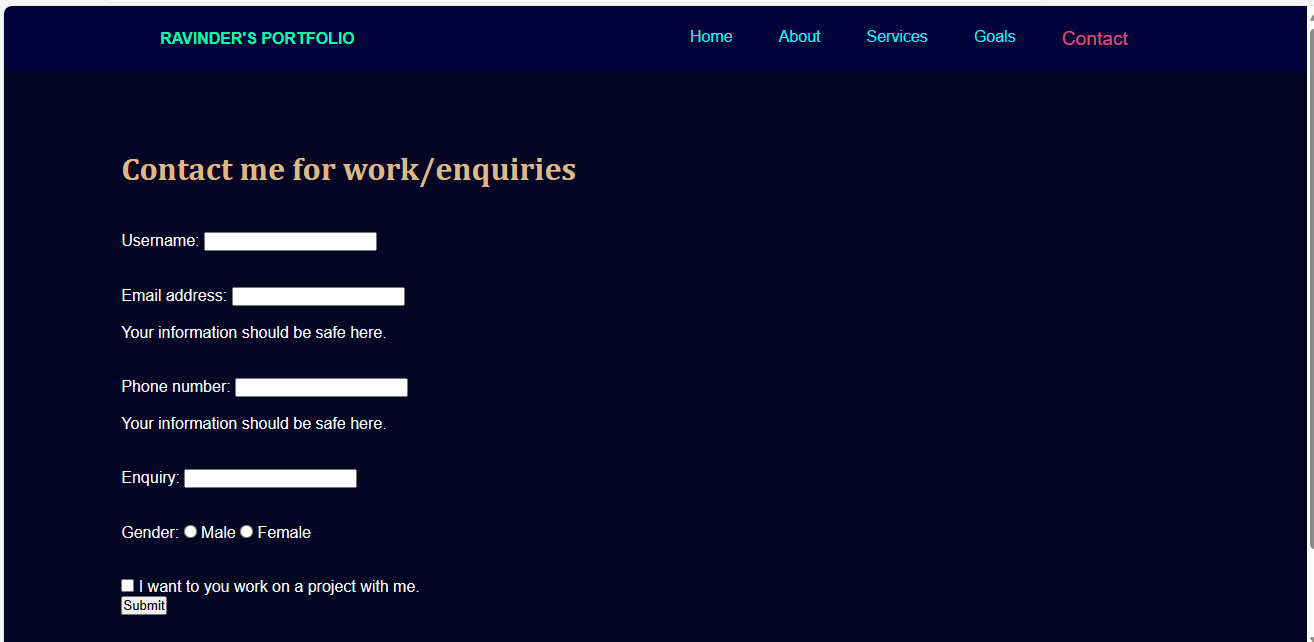 RAVINDER'S PORTFOLIO Home About Services Goals Contact
Contact me for work/enquiries
Username:
Email address:
Your information should be safe here.
Phone number:
Your information should be safe here.
Enquiry:
Gender: Male Female
I want to you work on a project with me.
Submit